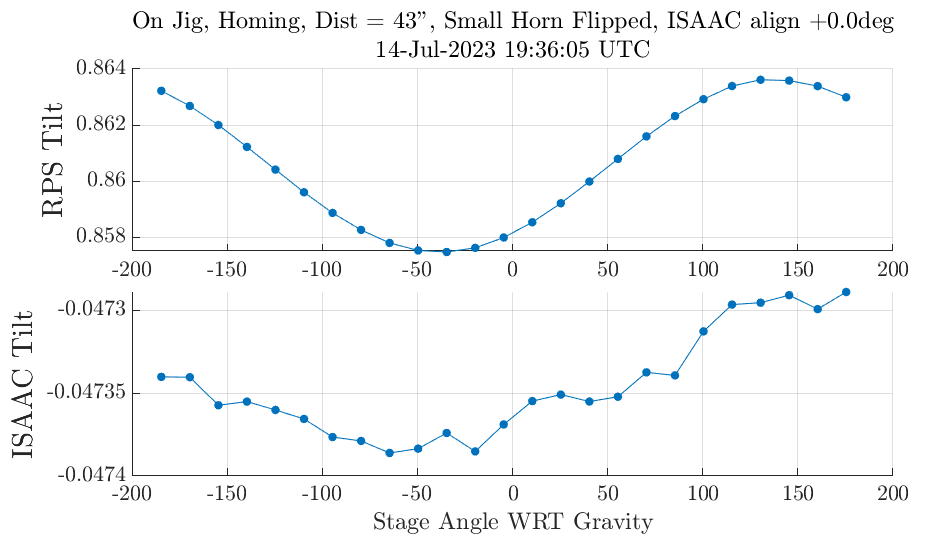 On Jig, Homing, Dist = 43”, Small Horn Flipped, ISAAC align +0.0deg
14-Jul-2023 19:36:05 UTC
RPS Tilt
0.864
0.862
0.86
0.858
-200 -150 -100 -50 0 50 100 150 200
ISAAC Tilt
-0.0473
-0.04735
-0.0474
-200 -150 -100 -50 0 50 100 150 200
Stage Angle WRT Gravity